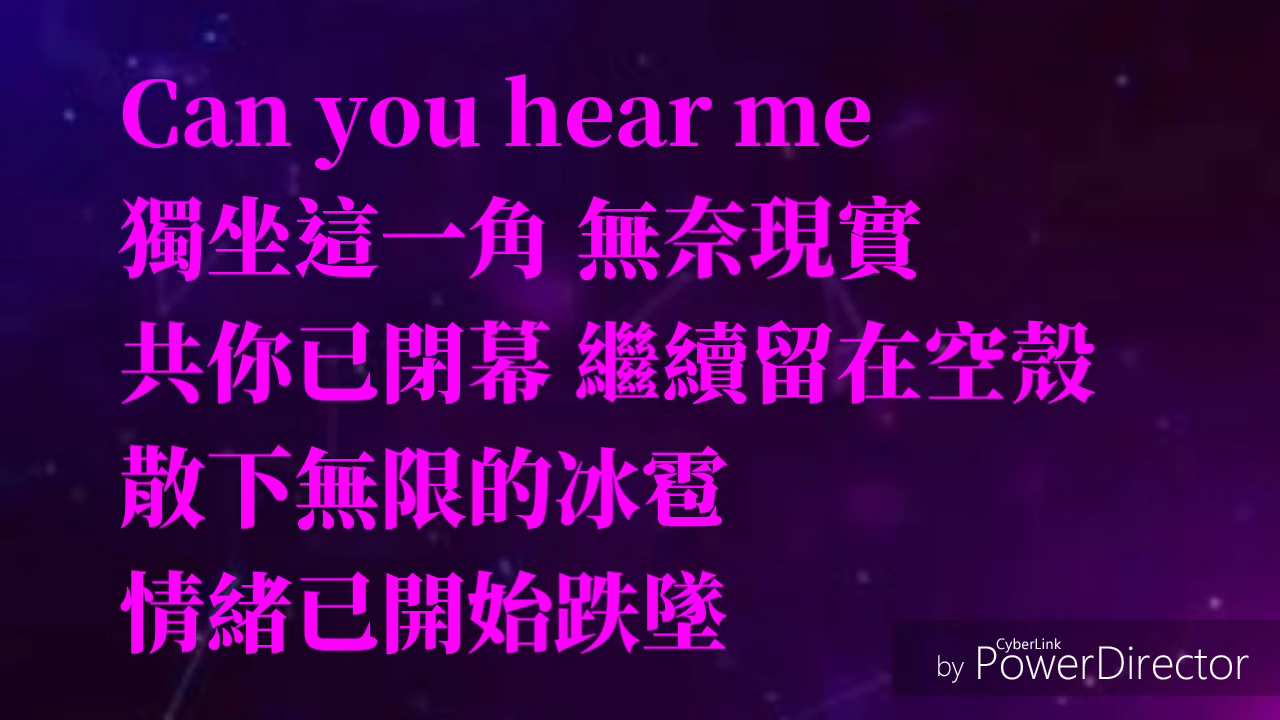 Can you hear me
獨坐這一角 無奈現實
共你已閉幕 繼續留在空殼
散下無限的冰雹
情緒已開始跌墜
by CyberLink PowerDirector